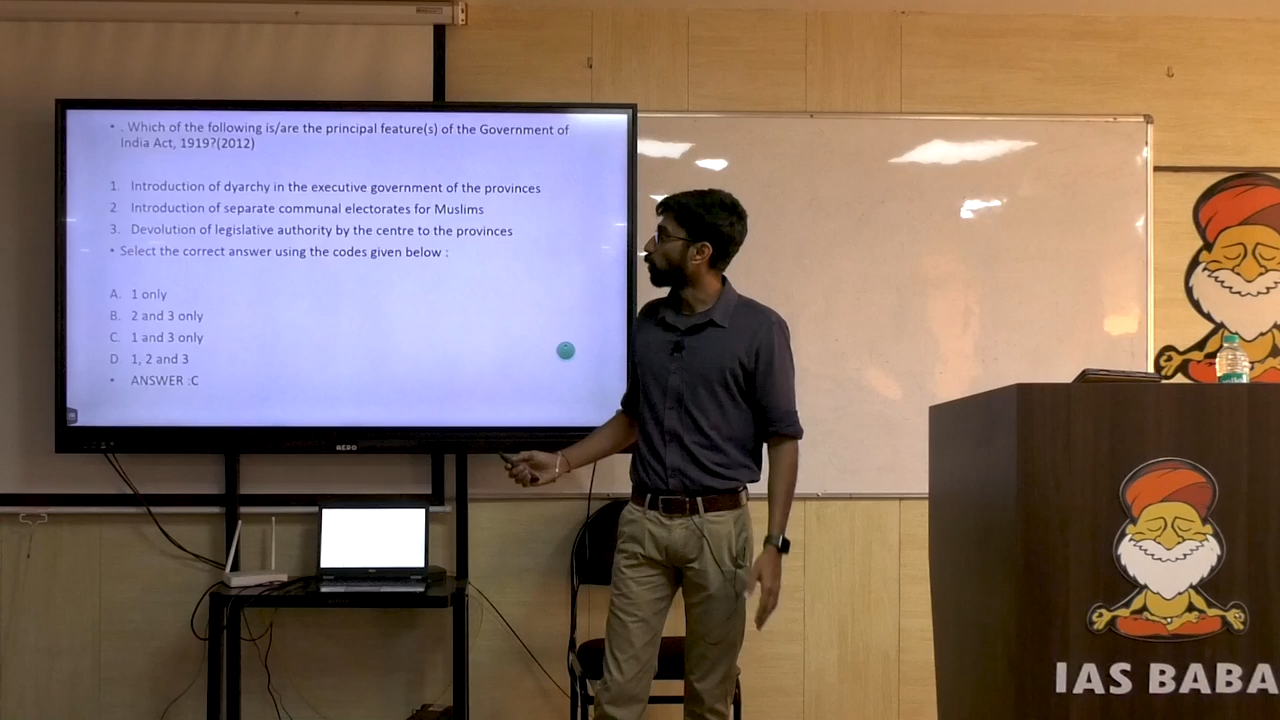 • . Which of the following is/are the principal feature(s) of the Government of
India Act, 1919?(2012)
1. Introduction of dyarchy in the executive government of the provinces
2. Introduction of separate communal electorates for Muslims
3. Devolution of legislative authority by the centre to the provinces
• Select the correct answer using the codes given below :
A. 1 only
B. 2 and 3 only
C. 1 and 3 only
D. 1, 2 and 3
• ANSWER :C
AERO
IAS BABA